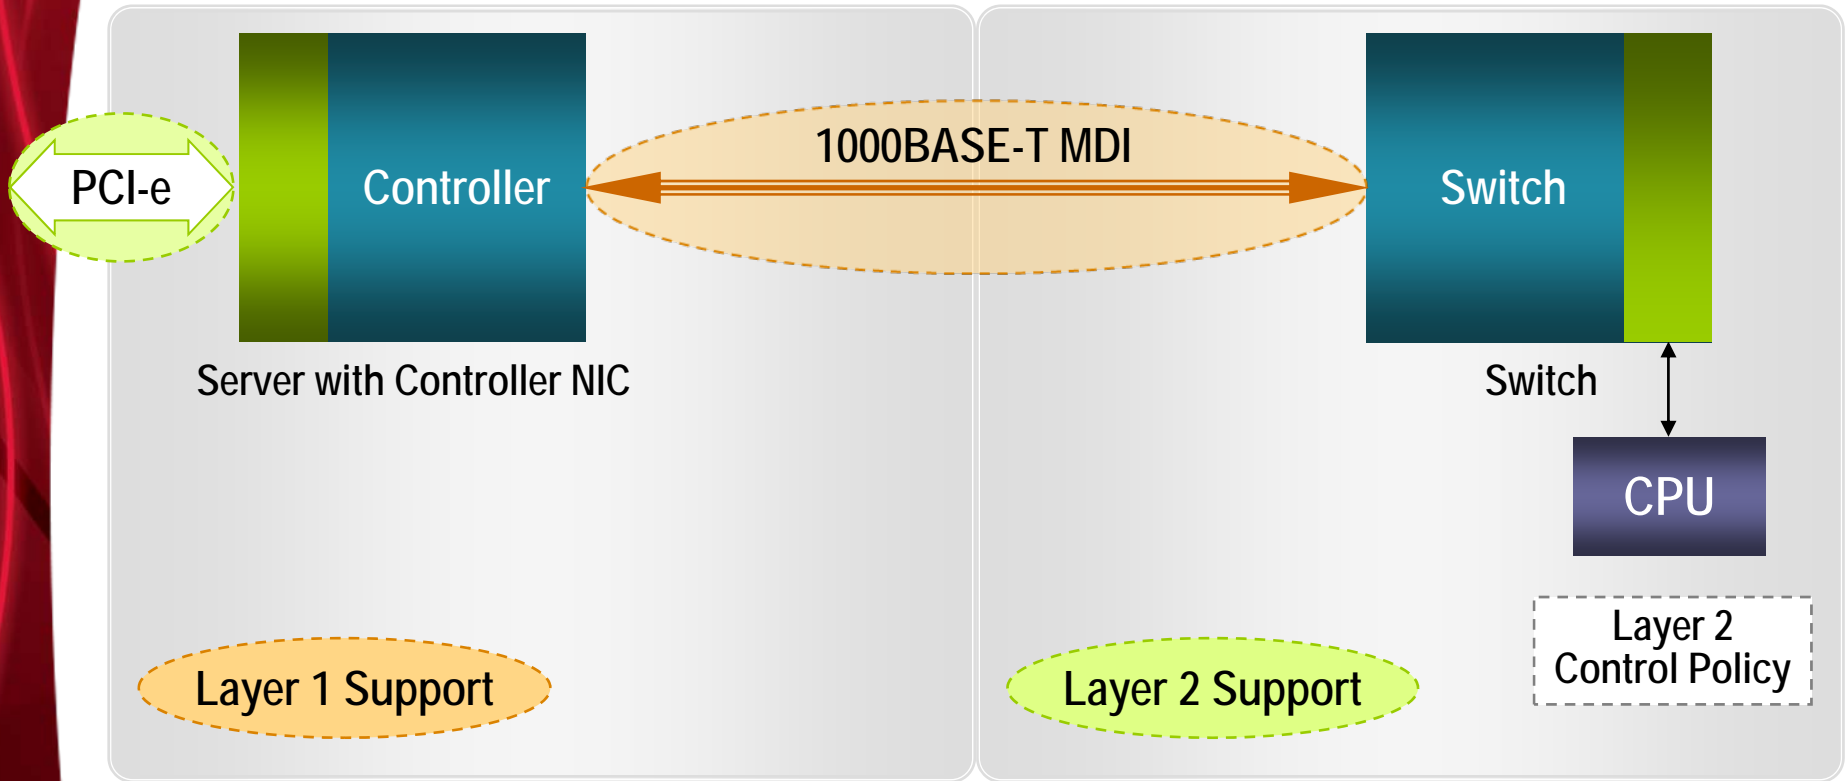 1000BASE-T MDI
PCI-e
Controller
Switch
Server with Controller NIC
Switch
CPU
Layer 2
Control Policy
Layer 1 Support
Layer 2 Support